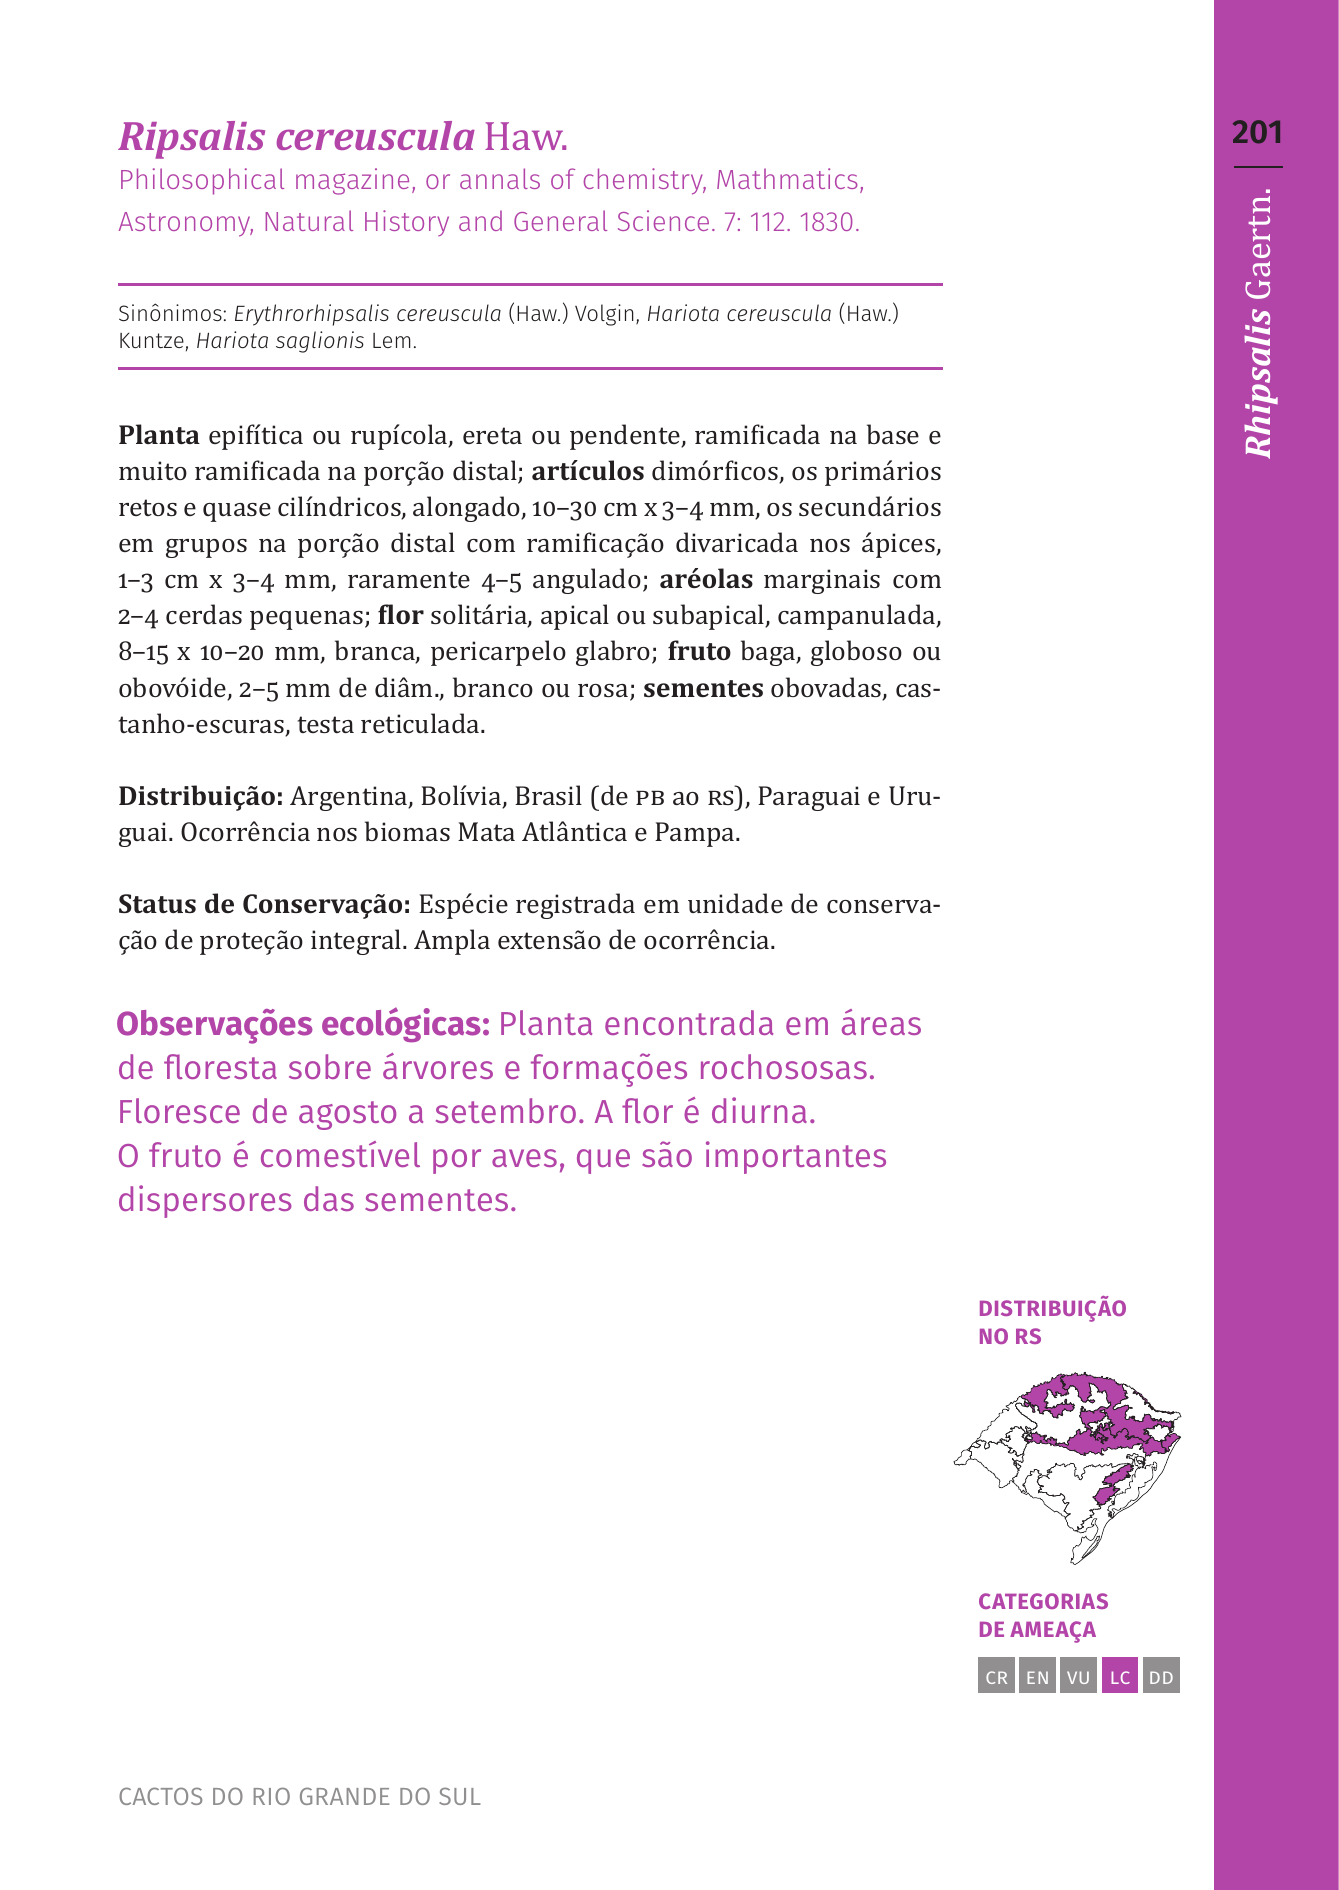 Ripsalis cereuscula Haw.
Philosophical magazine, or annals of chemistry, Mathmatics,
Astronomy, Natural History and General Science. 7: 112. 1830.
Sinônimos: Erythrorhipsalis cereuscula (Haw.) Volgin, Hariota cereuscula (Haw.)
Kuntze, Hariota saglionis Lem.
Planta epifítica ou rupícola, ereta ou pendente, ramificada na base e
muito ramificada na porção distal; artículos dimórficos, os primários
retos e quase cilíndricos, alongado, 10–30 cm x 3–4 mm, os secundários
em grupos na porção distal com ramificação divaricada nos ápices,
1–3 cm x 3–4 mm, raramente 4–5 angulado; aréolas marginais com
2–4 cerdas pequenas; flor solitária, apical ou subapical, campanulada,
8–15 x 10–20 mm, branca, pericarpelo glabro; fruto baga, globoso ou
obovóide, 2–5 mm de diâm., branco ou rosa; sementes obovadas, cas-
tanho-escuras, testa reticulada.
Distribuição: Argentina, Bolívia, Brasil (de PB ao RS), Paraguai e Uru-
guai. Ocorrência nos biomas Mata Atlântica e Pampa.
Status de Conservação: Espécie registrada em unidade de conserva-
ção de proteção integral. Ampla extensão de ocorrência.
Observações ecológicas: Planta encontrada em áreas
de floresta sobre árvores e formações rochososas.
Floresce de agosto a setembro. A flor é diurna.
O fruto é comestível por aves, que são importantes
dispersores das sementes.
DISTRIBUIÇÃO
NO RS
CATEGORIAS
DE AMEAÇA
CR EN VU LC DD
CACTOS DO RIO GRANDE DO SUL
201
Rhipsalis Gaertn.